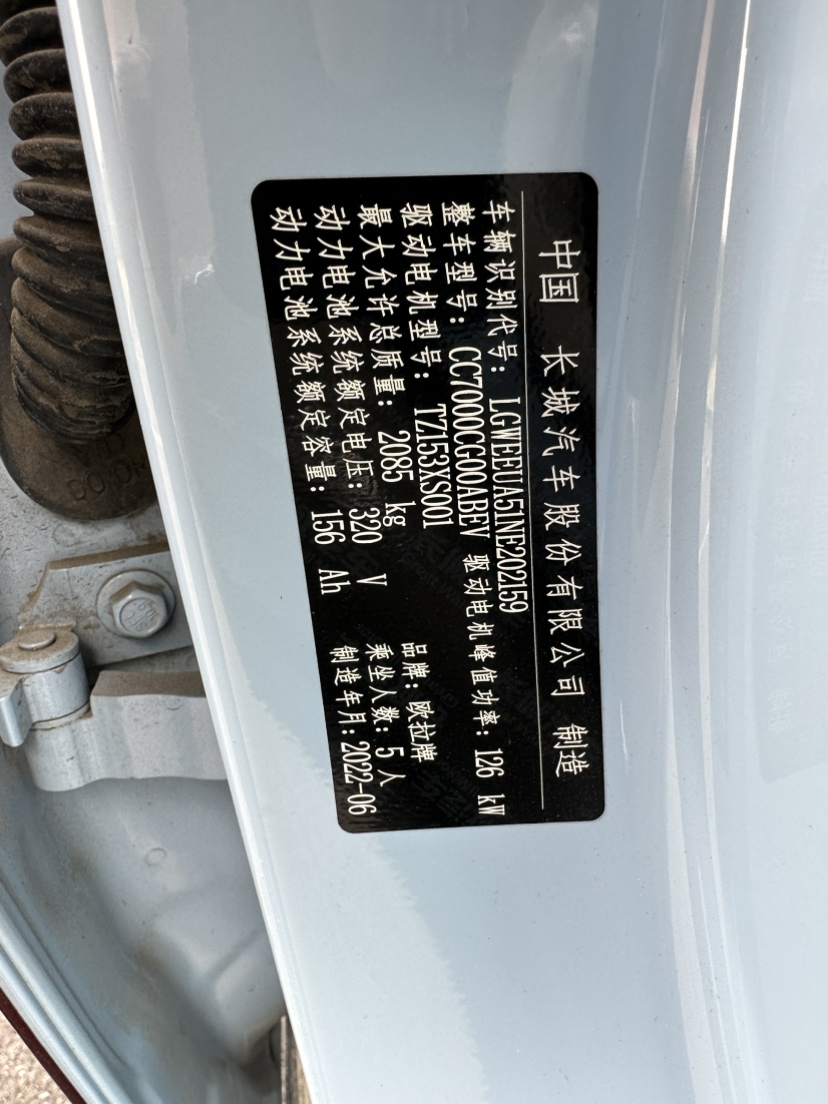 中国 长城汽车股份有限公司 制造
车辆识别代号：LGWEEUA51NE202159
整车型号：CC7000CG00ABEV 驱动电机峰值功率：126 kW
驱动电机型号：TZ153XS001
品牌：欧拉牌
最大允许总质量：2085 kg
乘坐人数：5人
动力电池系统额定电压：320 V
制造年月：2022-06
动力电池系统额定容量：156 Ah